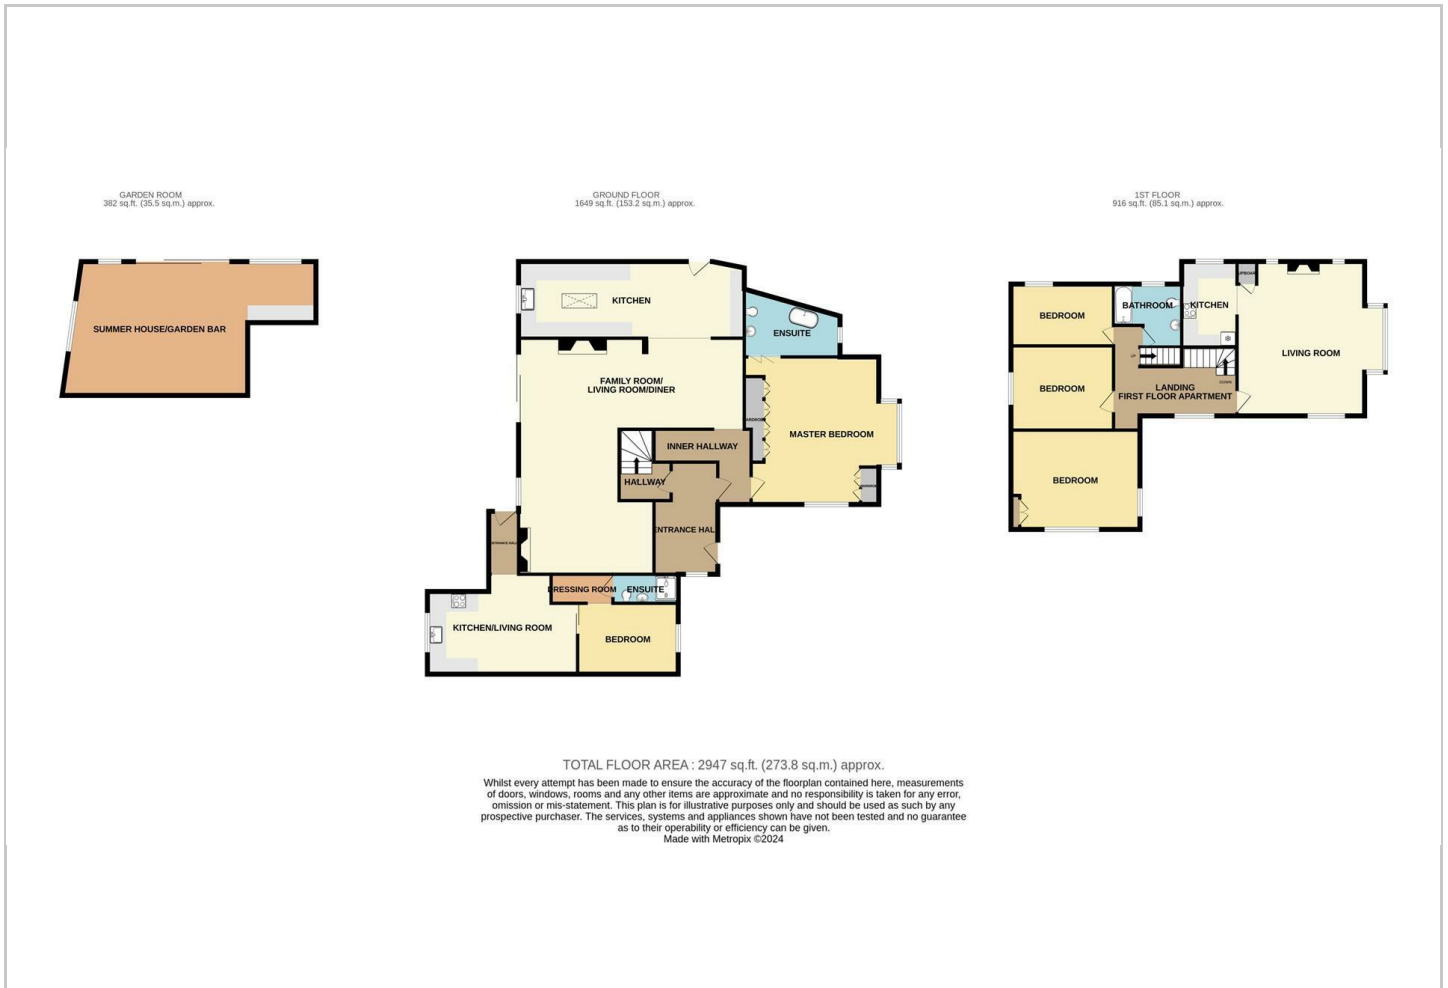 GARDEN ROOM
382 sq.ft. (35.5 sq.m.) approx.
GROUND FLOOR
1649 sq.ft. (153.2 sq.m.) approx.
1ST FLOOR
916 sq.ft. (85.1 sq.m.) approx.
SUMMER HOUSE/GARDEN BAR
KITCHEN
ENSUITE
FAMILY ROOM/
LIVING ROOM/DINER
MASTER BEDROOM
INNER HALLWAY
HALLWAY
ENTRANCE HALL
ENTRANCE HALL
DRESSING ROOM
ENSUITE
KITCHEN/LIVING ROOM
BEDROOM
BEDROOM
BATHROOM
KITCHEN
LIVING ROOM
UP
DOWN
BEDROOM
LANDING
FIRST FLOOR APARTMENT
BEDROOM
TOTAL FLOOR AREA : 2947 sq.ft. (273.8 sq.m.) approx.
Whilst every attempt has been made to ensure the accuracy of the floorplan contained here, measurements
of doors, windows, rooms and any other items are approximate and no responsibility is taken for any error,
omission or mis-statement. This plan is for illustrative purposes only and should be used as such by any
prospective purchaser. The services, systems and appliances shown have not been tested and no guarantee
as to their operability or efficiency can be given.
Made with Metropix ©2024